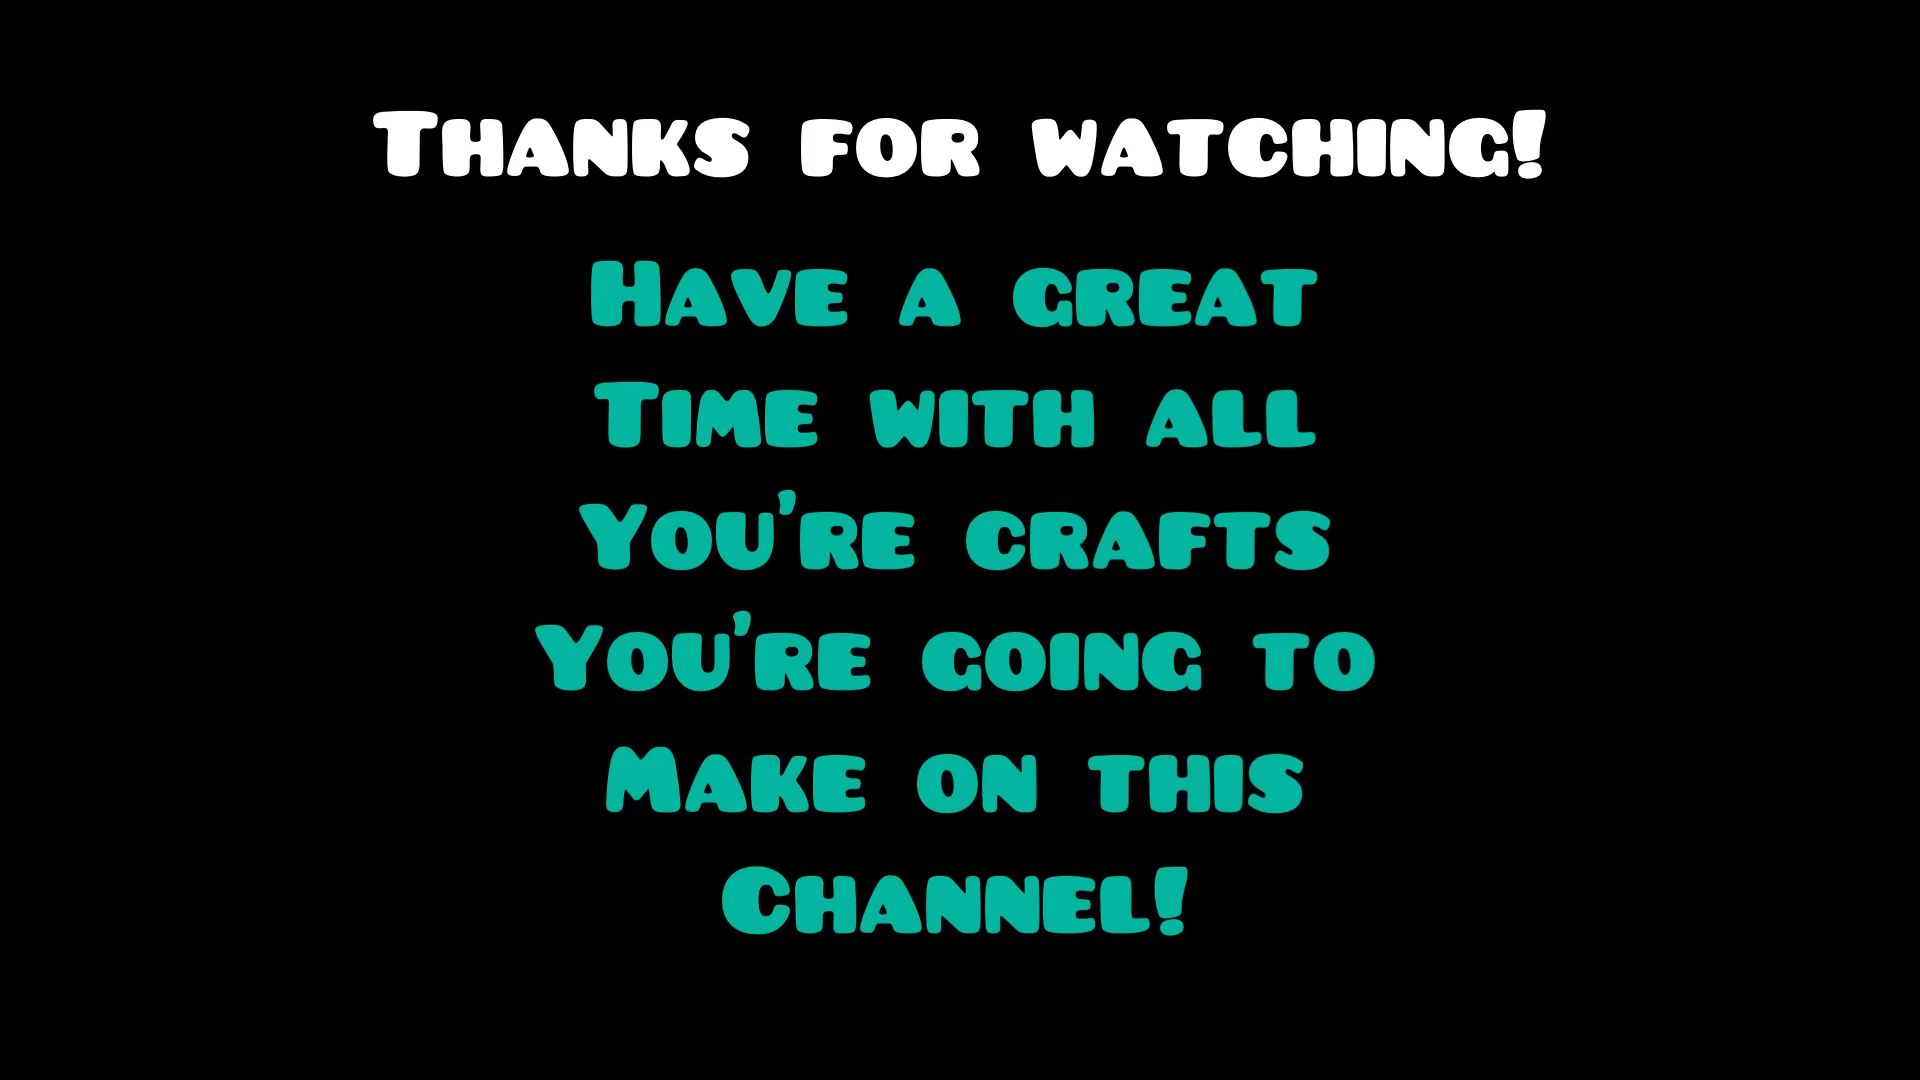 Thanks for watching!
Have a great
Time with all
You're crafts
You're going to
Make on this
Channel!